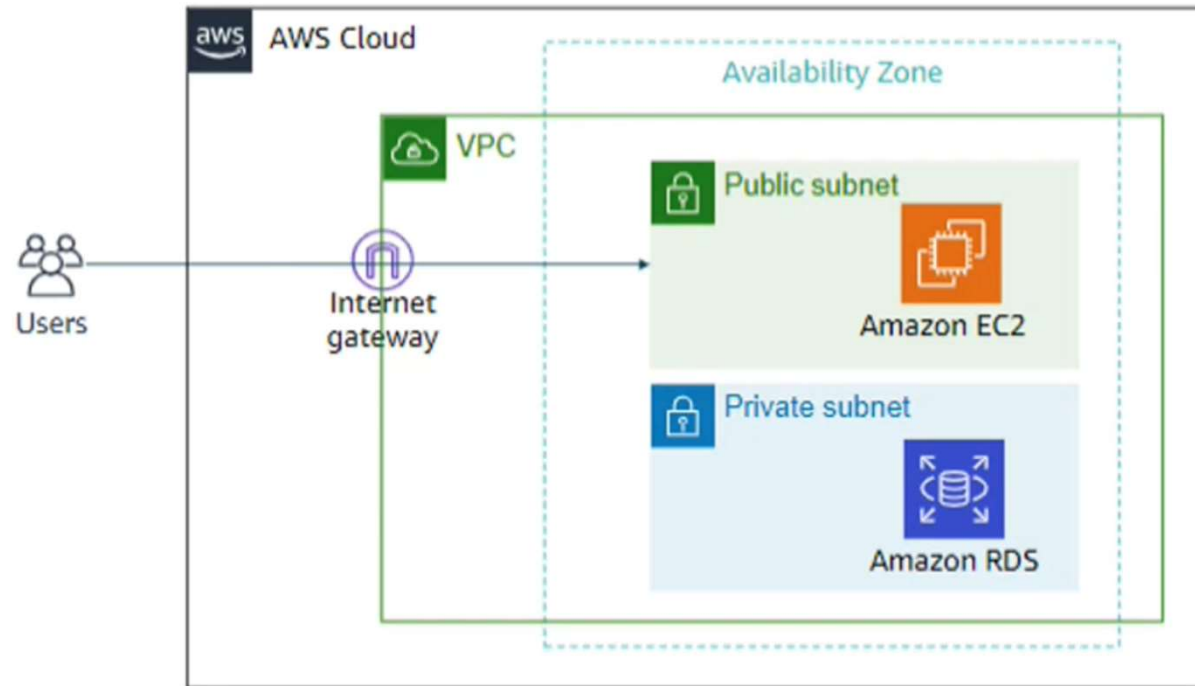 aws
AWS Cloud
Availability Zone
VPC
Public subnet
Amazon EC2
Users
Internet
gateway
Private subnet
Amazon RDS